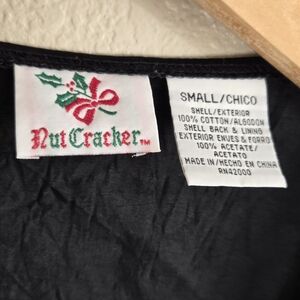 NutCracker™
SMALL/CHICO
SHELL/EXTERIOR
100% COTTON/ALGODON
SHELL BACK & LINING
EXTERIOR ENUES & FORRO
100% ACETATE/
ACETATO
MADE IN/HECHO EN CHINA
RN42000